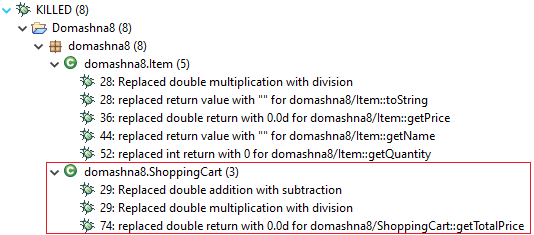 KILLED (8)
Domashna8 (8)
domashna8 (8)
domashna8.Item (5)
28: Replaced double multiplication with division
28: replaced return value with "" for domashna8/Item::toString
36: replaced double return with 0.0d for domashna8/Item::getPrice
44: replaced return value with "" for domashna8/Item::getName
52: replaced int return with 0 for domashna8/Item::getQuantity
domashna8.ShoppingCart (3)
29: Replaced double addition with subtraction
29: Replaced double multiplication with division
74: replaced double return with 0.0d for domashna8/ShoppingCart::getTotalPrice